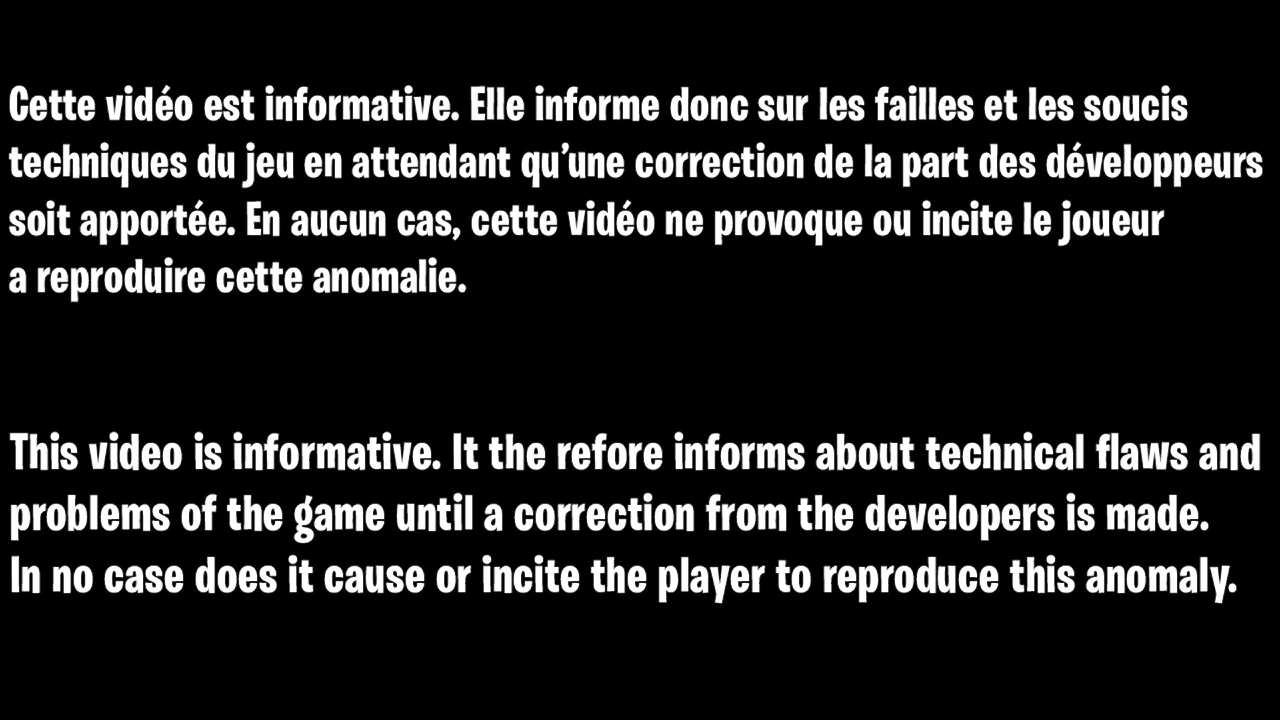 Cette vidéo est informative. Elle informe donc sur les failles et les soucis
techniques du jeu en attendant qu'une correction de la part des développeurs
soit apportée. En aucun cas, cette vidéo ne provoque ou incite le joueur
a reproduire cette anomalie.
This video is informative. It the refore informs about technical flaws and
problems of the game until a correction from the developers is made.
In no case does it cause or incite the player to reproduce this anomaly.